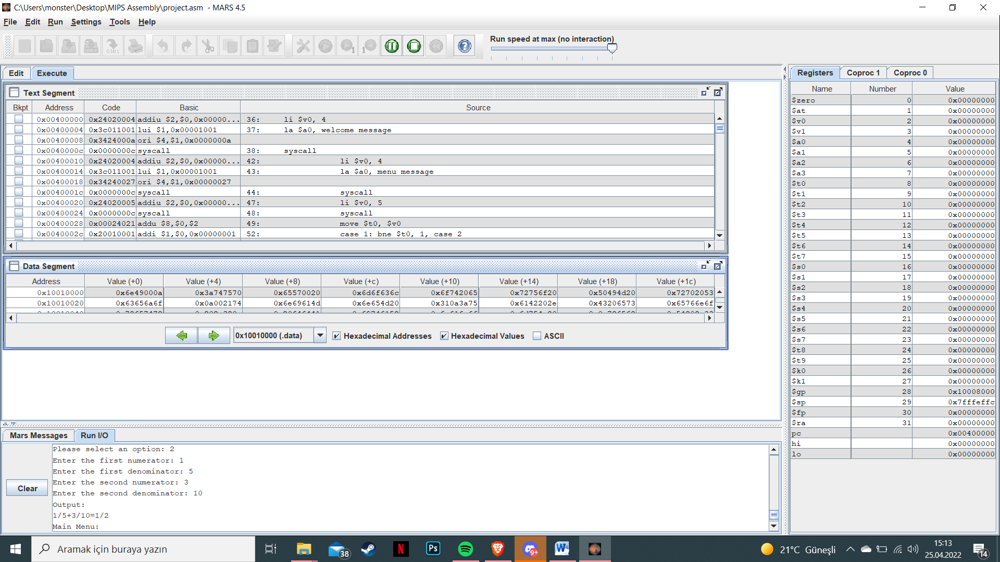 C:\Users\monster\Desktop\MIPS Assembly\project.asm - MARS 4.5
File Edit Run Settings Tools Help
Run speed at max (no interaction)
Edit Execute
Text Segment
Bkpt Address Code Basic Source
0x00400000 0x24020004 addiu $2,$0,0x00000... 36: li $v0, 4
0x00400004 0x3c011001 lui $1,0x00001001 37: la $a0, welcome message
0x00400008 0x3424000a ori $4,$1,0x0000000a
0x0040000c 0x0000000c syscall 38: syscall
0x00400010 0x24020004 addiu $2,$0,0x00000... 42: li $v0, 4
0x00400014 0x3c011001 lui $1,0x00001001 43: la $a0, menu message
0x00400018 0x34240027 ori $4,$1,0x00000027
0x0040001c 0x0000000c syscall 44: syscall
0x00400020 0x24020005 addiu $2,$0,0x00000... 47: li $v0, 5
0x00400024 0x0000000c syscall 48: syscall
0x00400028 0x00024021 addu $8,$0,$2 49: move $t0, $v0
0x0040002c 0x20010001 addi $1,$0,0x00000001 52: case 1: bne $t0, 1, case 2
Data Segment
Address Value (+0) Value (+4) Value (+8) Value (+c) Value (+10) Value (+14) Value (+18) Value (+1c)
0x10010000 0x6e49000a 0x3a747570 0x65570020 0x6d6f636c 0x6f742065 0x72756f20 0x50494d20 0x72702053
0x10010020 0x63656a6f 0x0a002174 0x6e69614d 0x6e654d20 0x310a3a75 0x6142202e 0x43206573 0x65766e6f
0x10010000 (.data) Hexadecimal Addresses Hexadecimal Values ASCII
Mars Messages Run I/O
Please select an option: 2
Enter the first numerator: 1
Enter the first denominator: 5
Enter the second numerator: 3
Enter the second denominator: 10
Output:
1/5+3/10=1/2
Main Menu:
Clear
Registers Coproc 1 Coproc 0
Name Number Value
$zero 0 0x00000000
$at 1 0x00000000
$v0 2 0x00000000
$v1 3 0x00000000
$a0 4 0x00000000
$a1 5 0x00000000
$a2 6 0x00000000
$a3 7 0x00000000
$t0 8 0x00000000
$t1 9 0x00000000
$t2 10 0x00000000
$t3 11 0x00000000
$t4 12 0x00000000
$t5 13 0x00000000
$t6 14 0x00000000
$t7 15 0x00000000
$s0 16 0x00000000
$s1 17 0x00000000
$s2 18 0x00000000
$s3 19 0x00000000
$s4 20 0x00000000
$s5 21 0x00000000
$s6 22 0x00000000
$s7 23 0x00000000
$t8 24 0x00000000
$t9 25 0x00000000
$k0 26 0x00000000
$k1 27 0x00000000
$gp 28 0x10008000
$sp 29 0x7fffeffc
$fp 30 0x00000000
$ra 31 0x00000000
pc 0x00400000
hi 0x00000000
lo 0x00000000
Aramak için buraya yazın
38
Ps
9+
21°C Güneşli
15:13
25.04.2022
14